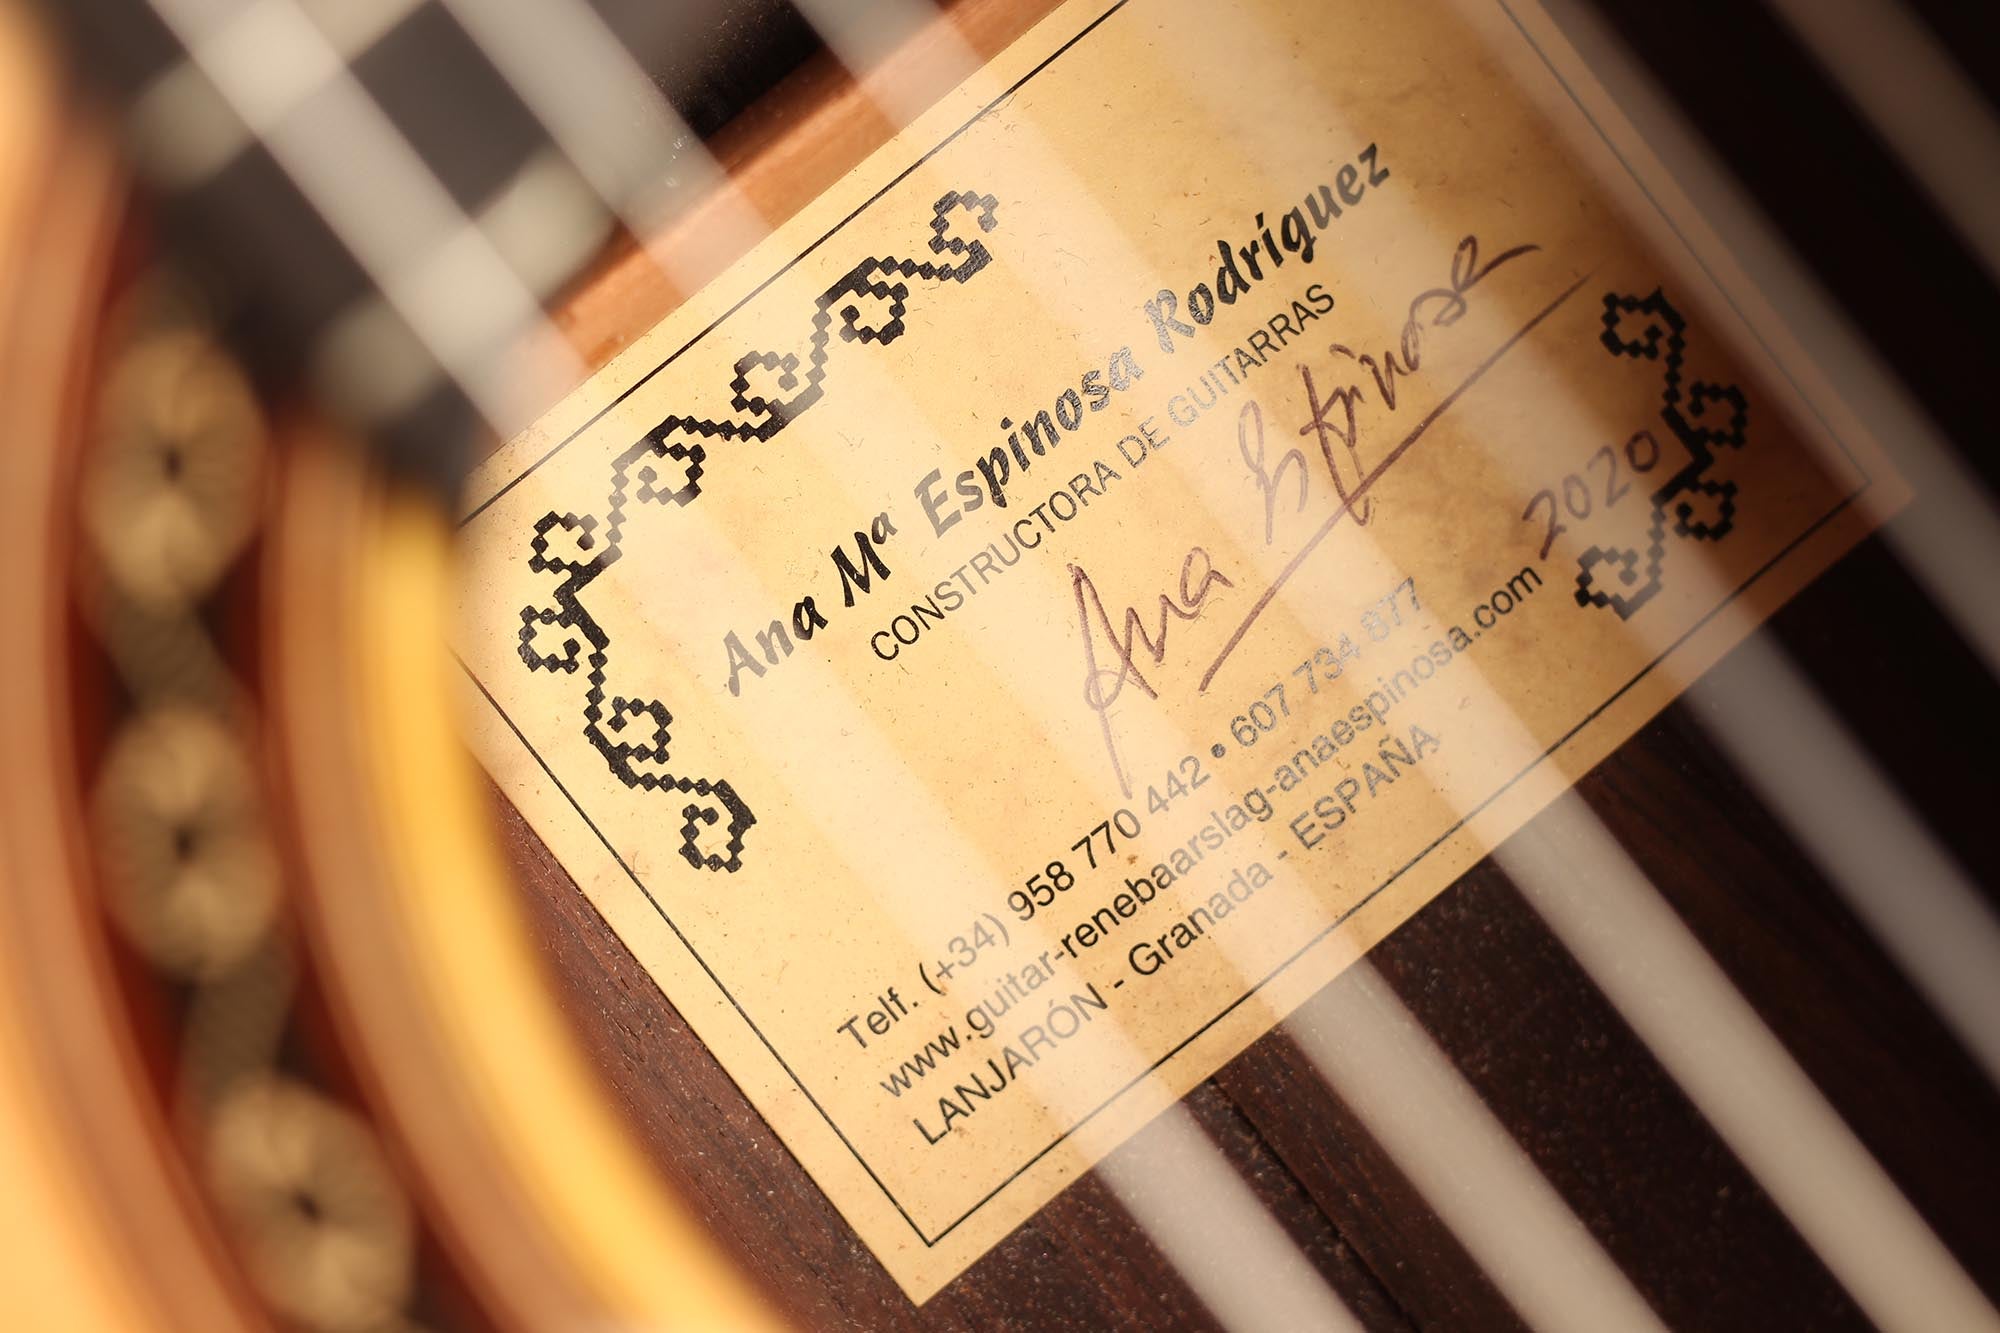 Ana Mª Espinosa Rodríguez
CONSTRUCTORA DE GUITARRAS
Ana Espinosa
2020
Telf. (+34) 958 770 442 • 607 734 877
www.guitar-renebaarslag-anaespinosa.com
LANJARÓN - Granada - ESPAÑA